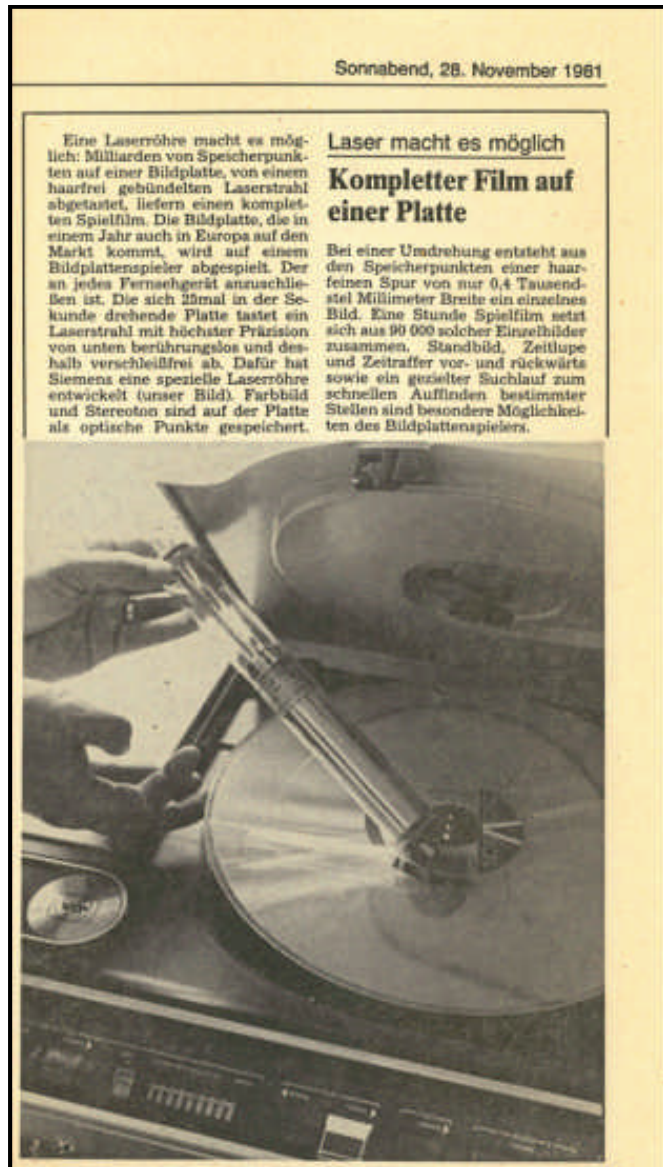 Sonnabend, 28. November 1981
Eine Laserröhre macht es mög-
lich: Milliarden von Speicherpunk-
ten auf einer Bildplatte, von einem
haarfrei gebündelten Laserstrahl
abgetastet, liefern einen komplet-
ten Spielfilm. Die Bildplatte, die in
einem Jahr auch in Europa auf den
Markt kommt, wird auf einem
Bildplattenspieler abgespielt. Der
an jedes Fernsehgerät anzuschlie-
ßen ist. Die sich 25mal in der Se-
kunde drehende Platte tastet ein
Laserstrahl mit höchster Präzision
von unten berührungslos und des-
halb verschleißfrei ab. Dafür hat
Siemens eine spezielle Laserröhre
entwickelt (unser Bild). Farbbild
und Stereoton sind auf der Platte
als optische Punkte gespeichert.
Laser macht es möglich
Kompletter Film auf
einer Platte
Bei einer Umdrehung entsteht aus
den Speicherpunkten einer haar-
feinen Spur von nur 0,4 Tausend-
stel Millimeter Breite ein einzelnes
Bild. Eine Stunde Spielfilm setzt
sich aus 90 000 solcher Einzelbilder
zusammen. Standbild, Zeitlupe
und Zeitraffer vor- und rückwärts
sowie ein gezielter Suchlauf zum
schnellen Auffinden bestimmter
Stellen sind besondere Möglichkei-
ten des Bildplattenspielers.